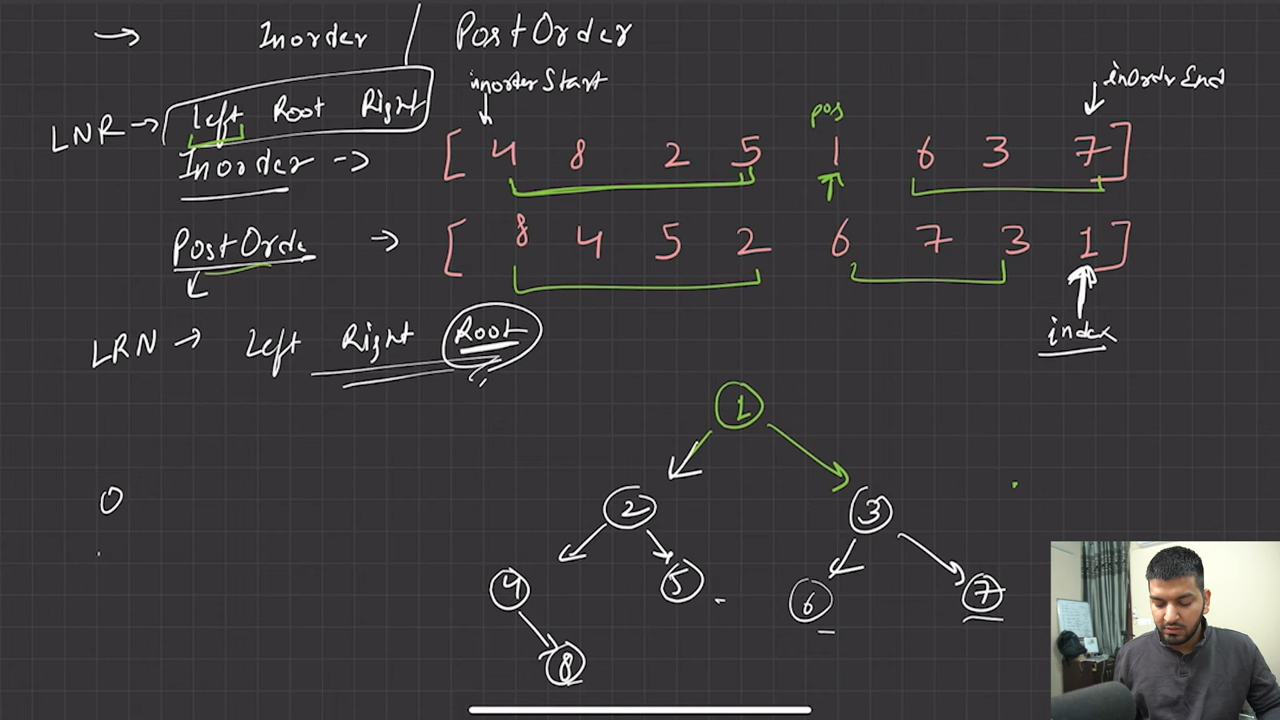 → Inorder / PostOrder
inorderStart
inOrderEnd
LNR → Left Root Right
pos
Inorder → [ 4 8 2 5 1 6 3 7 ]
PostOrde → [ 8 4 5 2 6 7 3 1 ]
LRN → Left Right Root
index
1
2 3
4 5 6 7
8
0